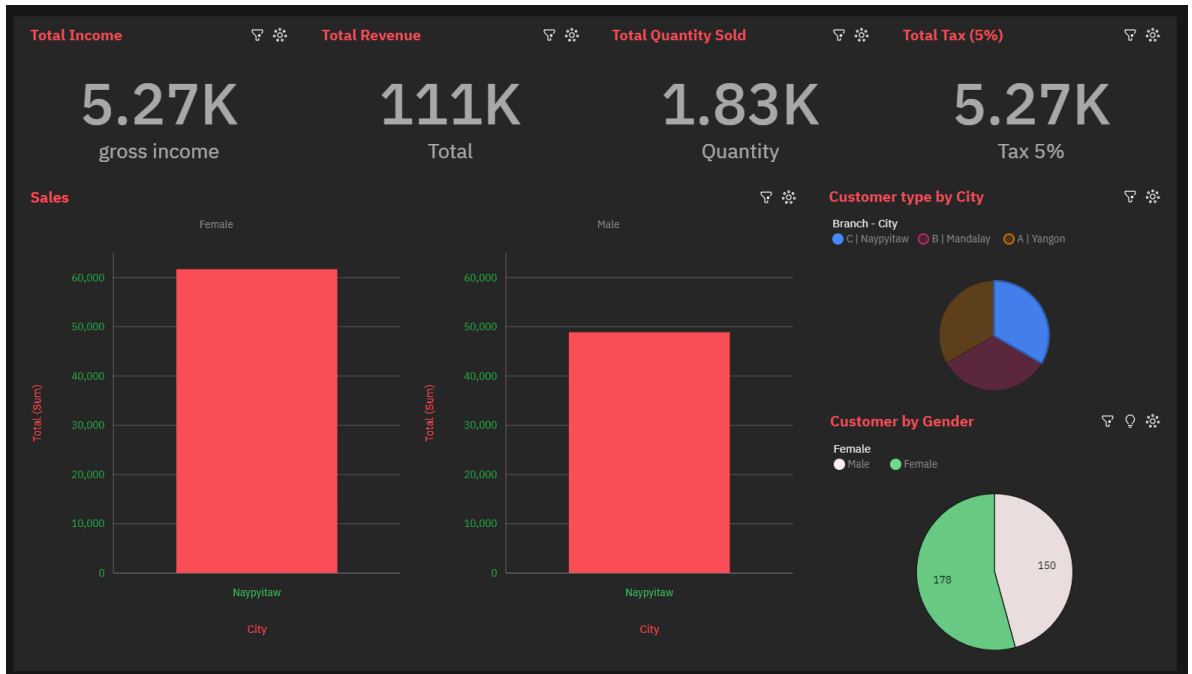 Total Income
Total Revenue
Total Quantity Sold
Total Tax (5%)
5.27K
gross income
111K
Total
1.83K
Quantity
5.27K
Tax 5%
Sales
Female
Male
Total (Sum)
60,000
50,000
40,000
30,000
20,000
10,000
0
Naypyitaw
City
Total (Sum)
60,000
50,000
40,000
30,000
20,000
10,000
0
Naypyitaw
City
Customer type by City
Branch - City
C | Naypyitaw
B | Mandalay
A | Yangon
Customer by Gender
Female
Male
Female
178
150